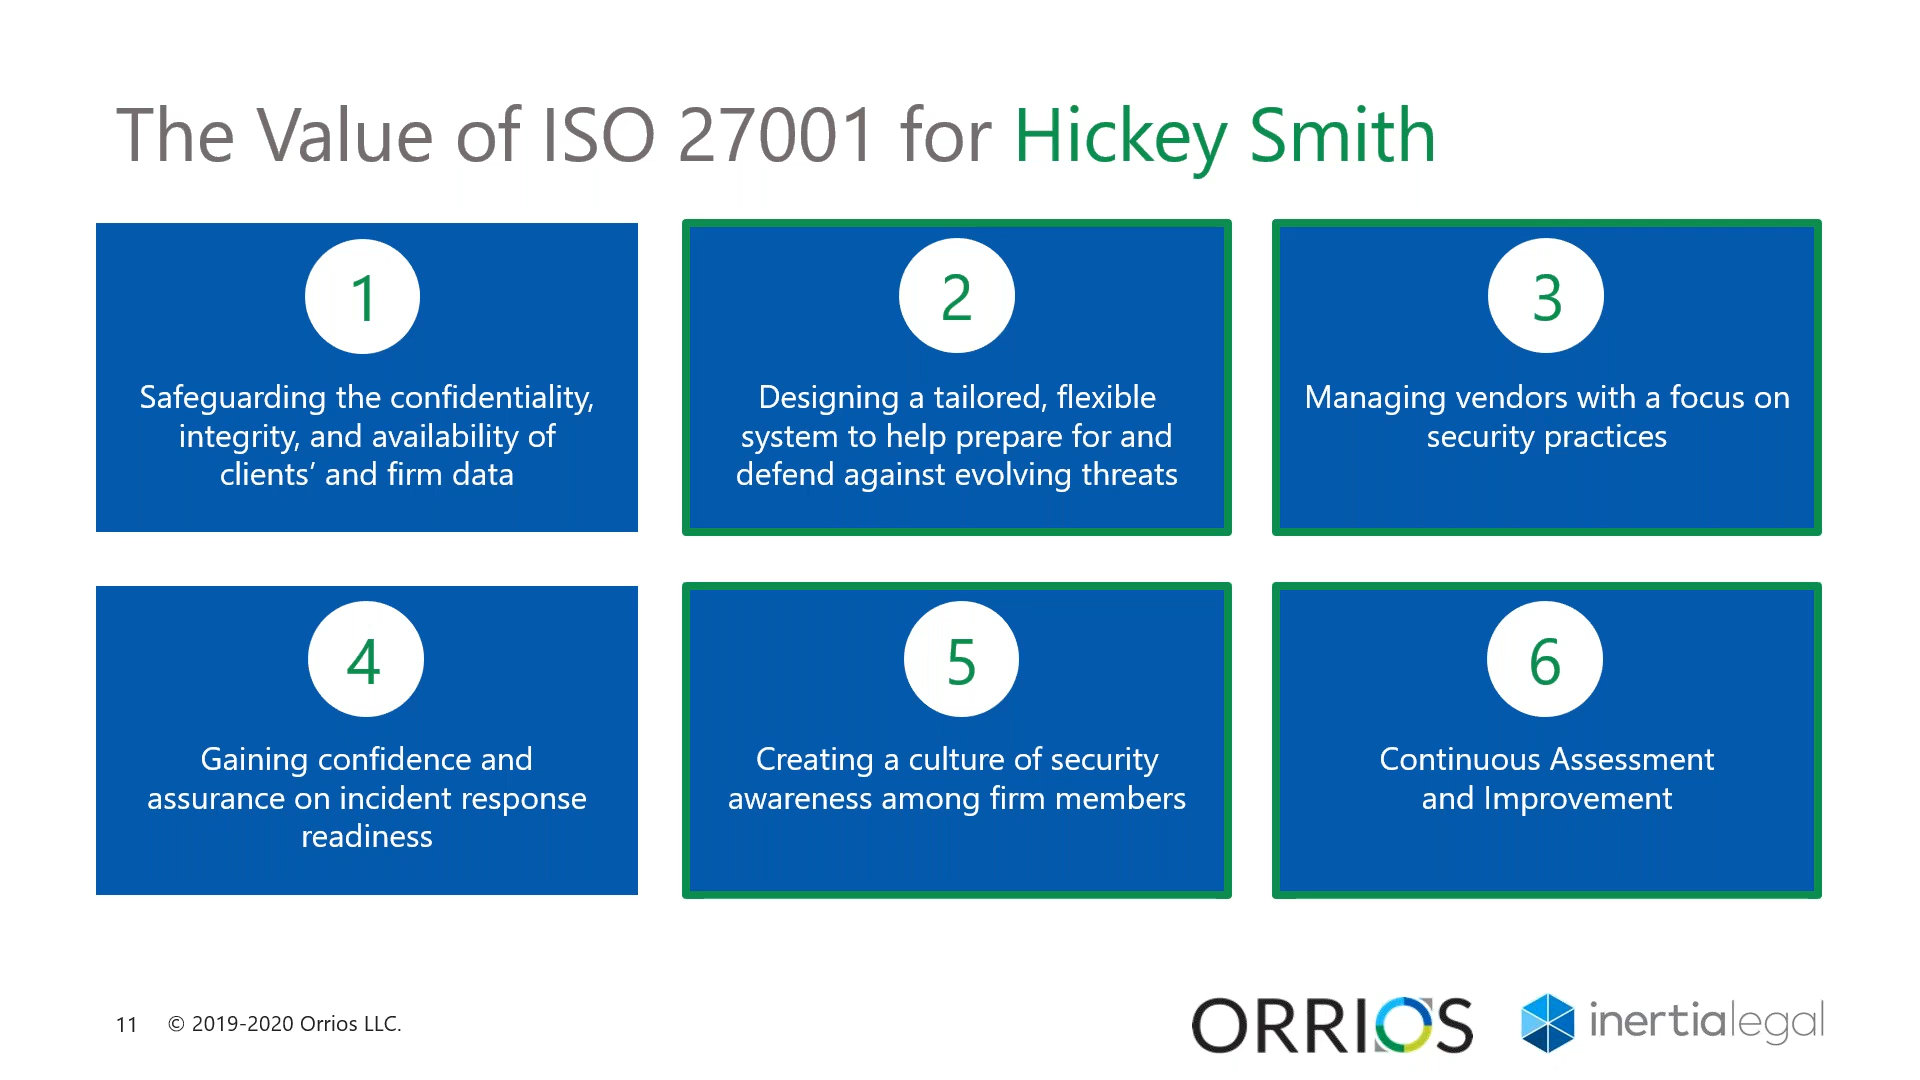 The Value of ISO 27001 for Hickey Smith
1
Safeguarding the confidentiality,
integrity, and availability of
clients’ and firm data
2
Designing a tailored, flexible
system to help prepare for and
defend against evolving threats
3
Managing vendors with a focus on
security practices
4
Gaining confidence and
assurance on incident response
readiness
5
Creating a culture of security
awareness among firm members
6
Continuous Assessment
and Improvement
11 © 2019-2020 Orrios LLC.
ORRIOS
inertialegal